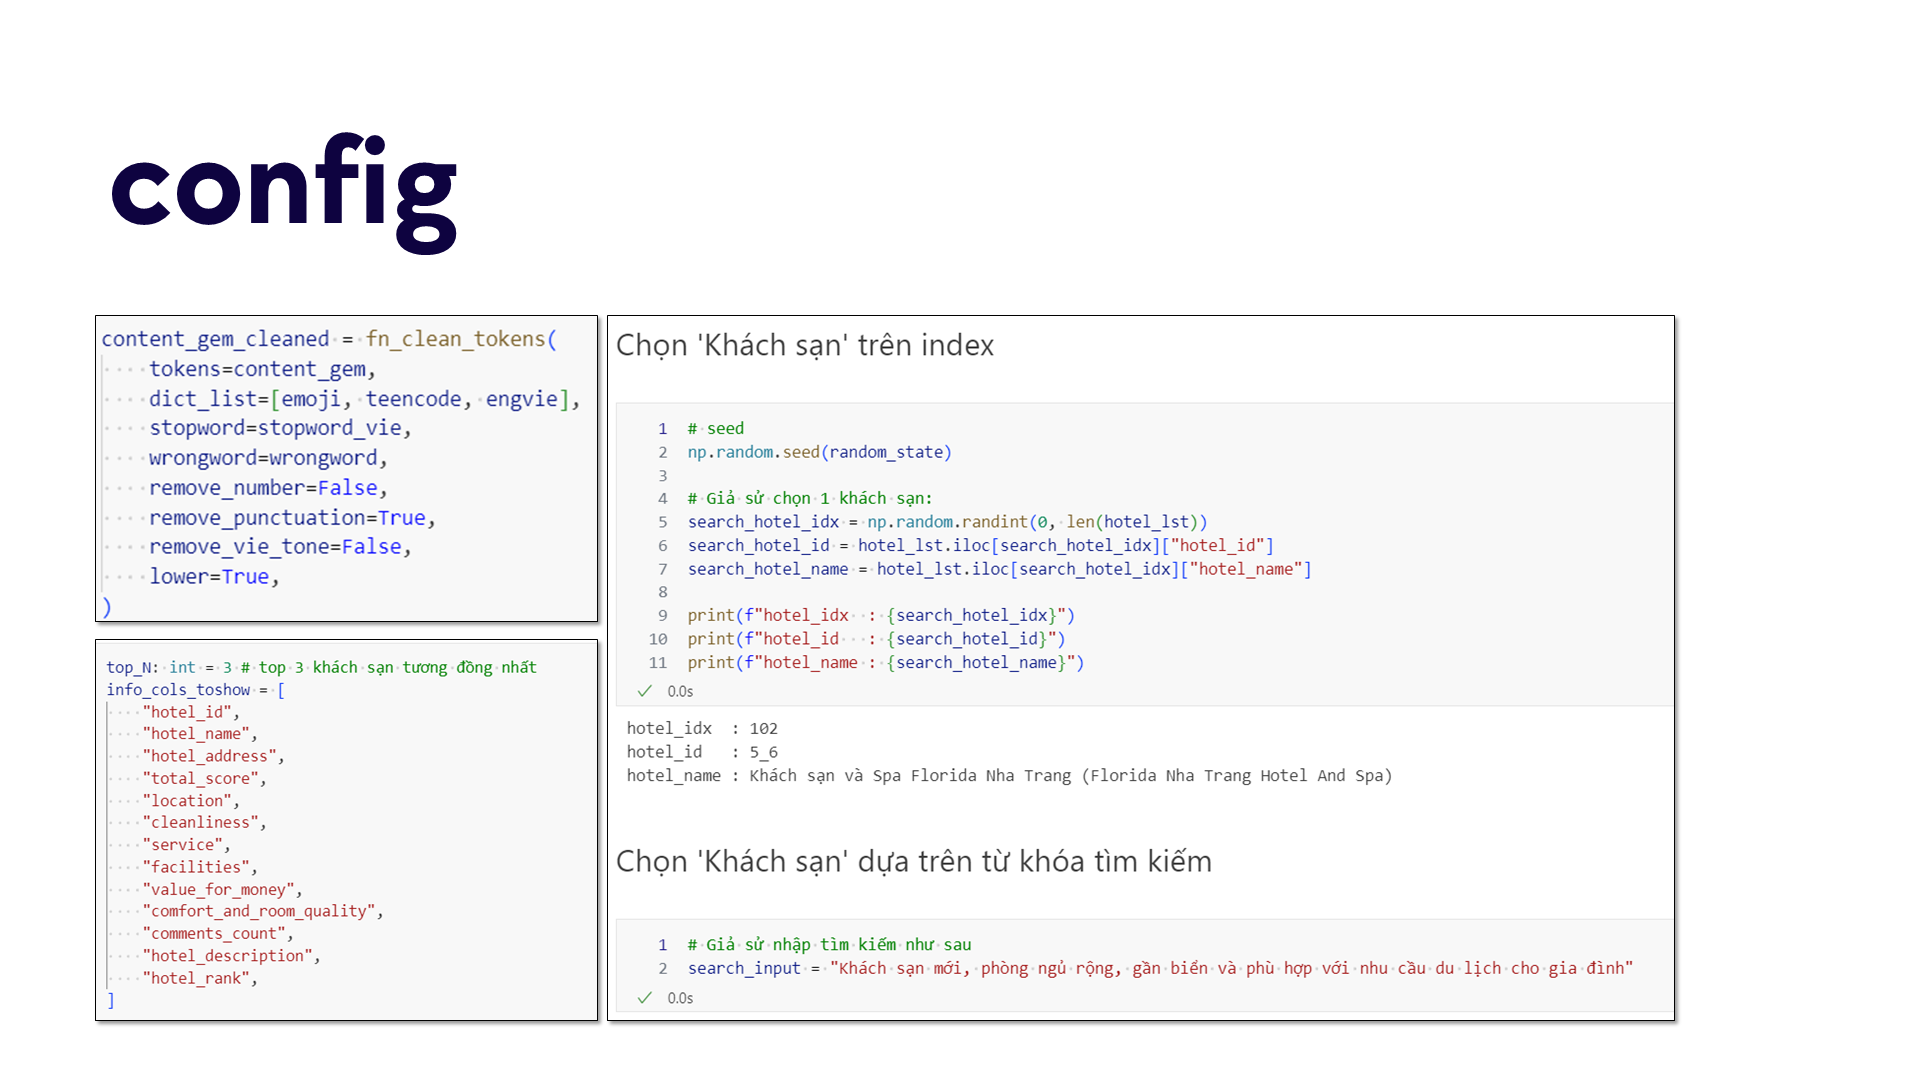 config
content_gem_cleaned = fn_clean_tokens(
    tokens=content_gem,
    dict_list=[emoji, teencode, engvie],
    stopword=stopword_vie,
    wrongword=wrongword,
    remove_number=False,
    remove_punctuation=True,
    remove_vie_tone=False,
    lower=True,
)
top_N: int = 3 # top 3 khách sạn tương đồng nhất
info_cols_toshow = [
    "hotel_id",
    "hotel_name",
    "hotel_address",
    "total_score",
    "location",
    "cleanliness",
    "service",
    "facilities",
    "value_for_money",
    "comfort_and_room_quality",
    "comments_count",
    "hotel_description",
    "hotel_rank",
]
Chọn 'Khách sạn' trên index
1 # seed
2 np.random.seed(random_state)
3
4 # Giả sử chọn 1 khách sạn:
5 search_hotel_idx = np.random.randint(0, len(hotel_lst))
6 search_hotel_id = hotel_lst.iloc[search_hotel_idx]["hotel_id"]
7 search_hotel_name = hotel_lst.iloc[search_hotel_idx]["hotel_name"]
8
9 print(f"hotel_idx  : {search_hotel_idx}")
10 print(f"hotel_id   : {search_hotel_id}")
11 print(f"hotel_name : {search_hotel_name}")
✓ 0.0s
hotel_idx  : 102
hotel_id   : 5_6
hotel_name : Khách sạn và Spa Florida Nha Trang (Florida Nha Trang Hotel And Spa)
Chọn 'Khách sạn' dựa trên từ khóa tìm kiếm
1 # Giả sử nhập tìm kiếm như sau
2 search_input = "Khách sạn mới, phòng ngủ rộng, gần biển và phù hợp với nhu cầu du lịch cho gia đình"
✓ 0.0s